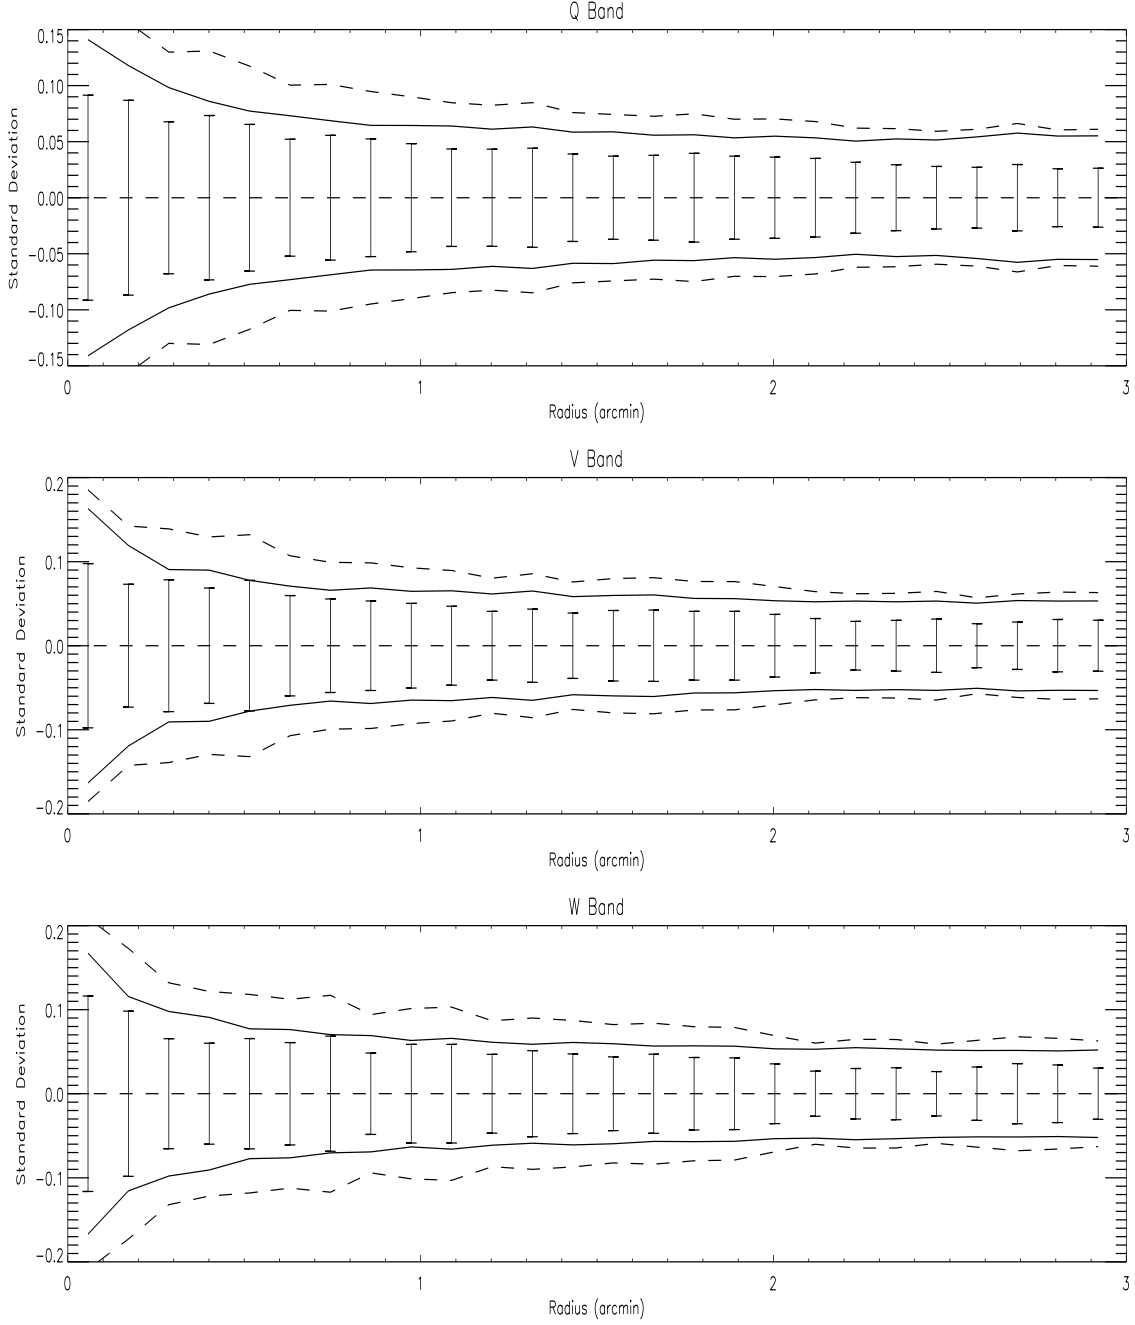 Q Band
0.15
0.10
0.05
0.00
-0.05
-0.10
-0.15
Standard Deviation
0 1 2 3
Radius (arcmin)
V Band
0.2
0.1
0.0
-0.1
-0.2
Standard Deviation
0 1 2 3
Radius (arcmin)
W Band
0.2
0.1
0.0
-0.1
-0.2
Standard Deviation
0 1 2 3
Radius (arcmin)